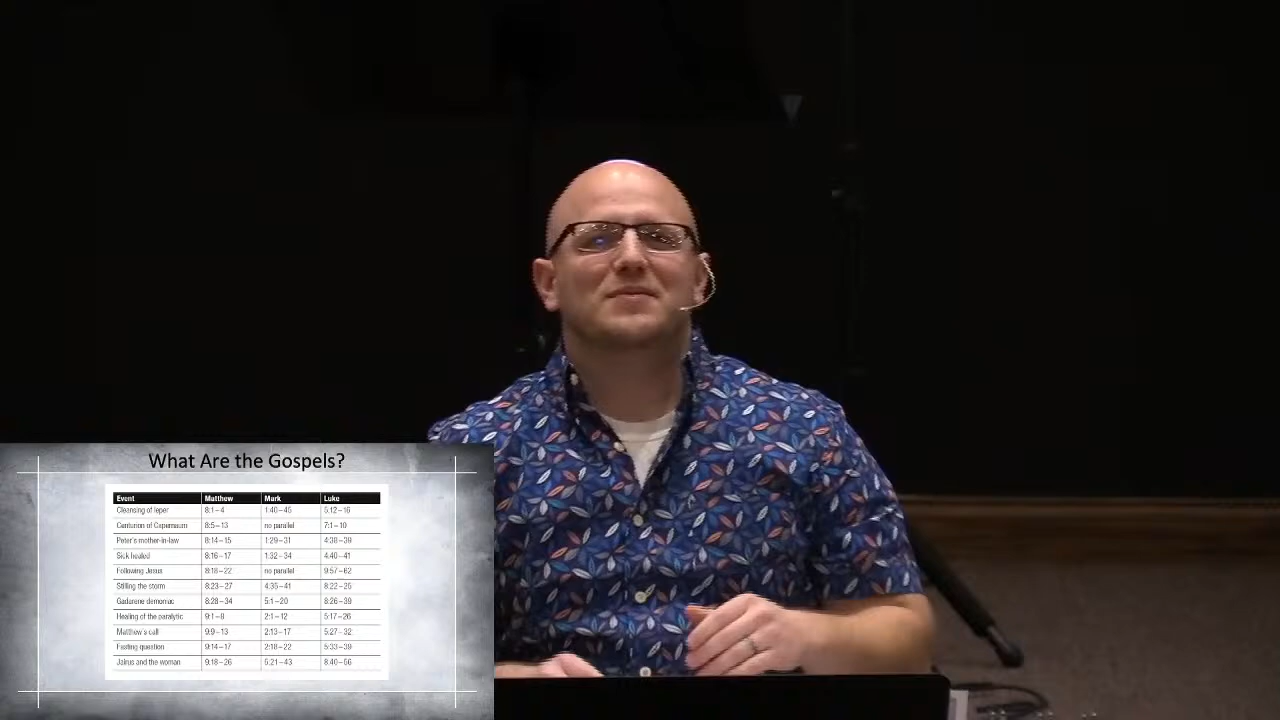 What Are the Gospels?
Event Matthew Mark Luke
Cleansing of leper 8:1–4 1:40–45 5:12–16
Centurion of Capernaum 8:5–13 no parallel 7:1–10
Peter's mother-in-law 8:14–15 1:29–31 4:38–39
Sick healed 8:16–17 1:32–34 4:40–41
Following Jesus 8:18–22 no parallel 9:57–62
Stilling the storm 8:23–27 4:35–41 8:22–25
Gadarene demoniac 8:28–34 5:1–20 8:26–39
Healing of the paralytic 9:1–8 2:1–12 5:17–26
Matthew's call 9:9–13 2:13–17 5:27–32
Fasting question 9:14–17 2:18–22 5:33–39
Jairus and the woman 9:18–26 5:21–43 8:40–56